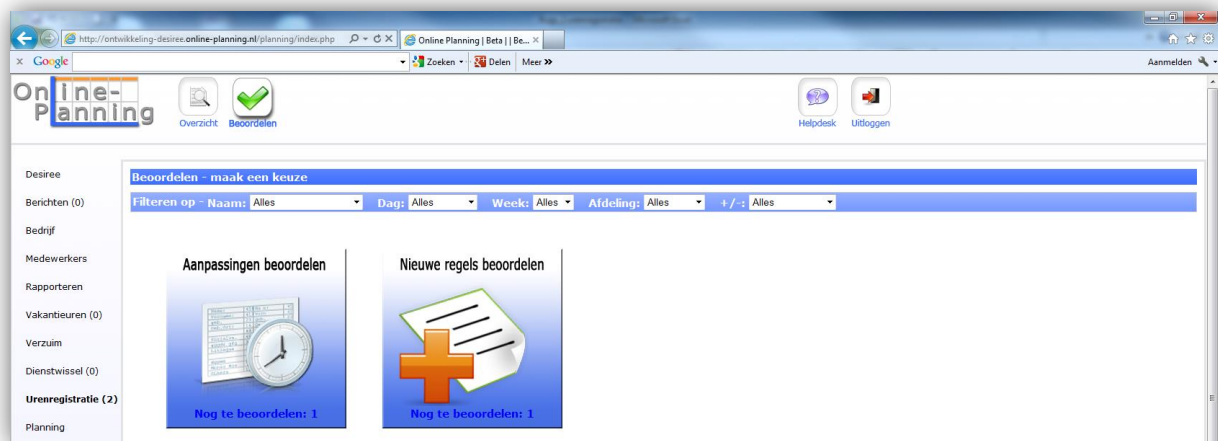 http://ontwikkeling-desiree.online-planning.nl/planning/index.php
Online Planning | Beta | | Be...
Google
Zoeken
Delen
Meer
Aanmelden
Online-
Planning
Overzicht
Beoordelen
Helpdesk
Uitloggen
Desiree
Berichten (0)
Bedrijf
Medewerkers
Rapporteren
Vakantieuren (0)
Verzuim
Dienstwissel (0)
Urenregistratie (2)
Planning
Beoordelen - maak een keuze
Filteren op - Naam: Alles Dag: Alles Week: Alles Afdeling: Alles +/-: Alles
Aanpassingen beoordelen
Nog te beoordelen: 1
Nieuwe regels beoordelen
Nog te beoordelen: 1